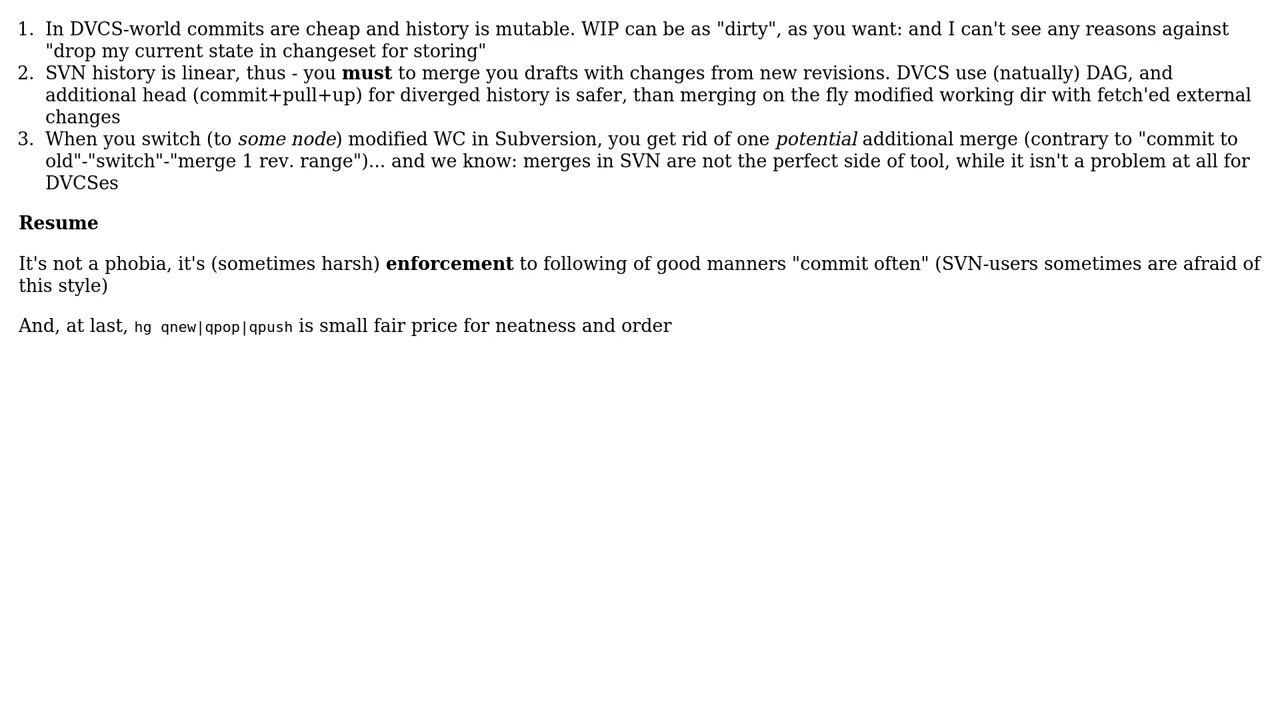 1. In DVCS-world commits are cheap and history is mutable. WIP can be as "dirty", as you want: and I can't see any reasons against
"drop my current state in changeset for storing"
2. SVN history is linear, thus - you must to merge you drafts with changes from new revisions. DVCS use (natually) DAG, and
additional head (commit+pull+up) for diverged history is safer, than merging on the fly modified working dir with fetch'ed external
changes
3. When you switch (to some node) modified WC in Subversion, you get rid of one potential additional merge (contrary to "commit to
old"-"switch"-"merge 1 rev. range")... and we know: merges in SVN are not the perfect side of tool, while it isn't a problem at all for
DVCSes
Resume
It's not a phobia, it's (sometimes harsh) enforcement to following of good manners "commit often" (SVN-users sometimes are afraid of
this style)
And, at last, hg qnew|qpop|qpush is small fair price for neatness and order